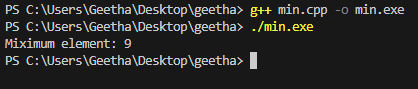 PS C:\Users\Geetha\Desktop\geetha> g++ min.cpp -o min.exe
PS C:\Users\Geetha\Desktop\geetha> ./min.exe
Miximum element: 9
PS C:\Users\Geetha\Desktop\geetha>